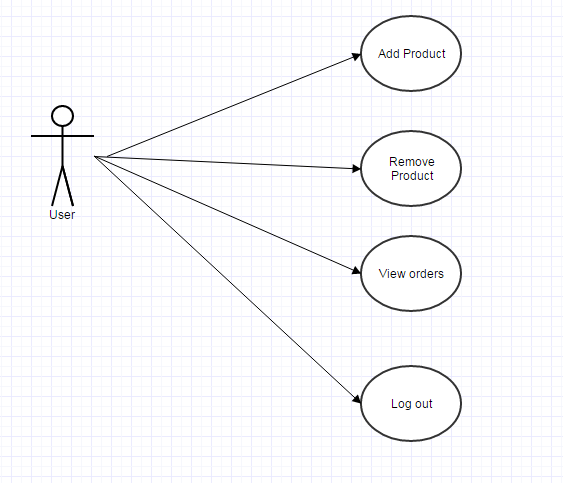 Add Product
Remove
Product
User
View orders
Log out